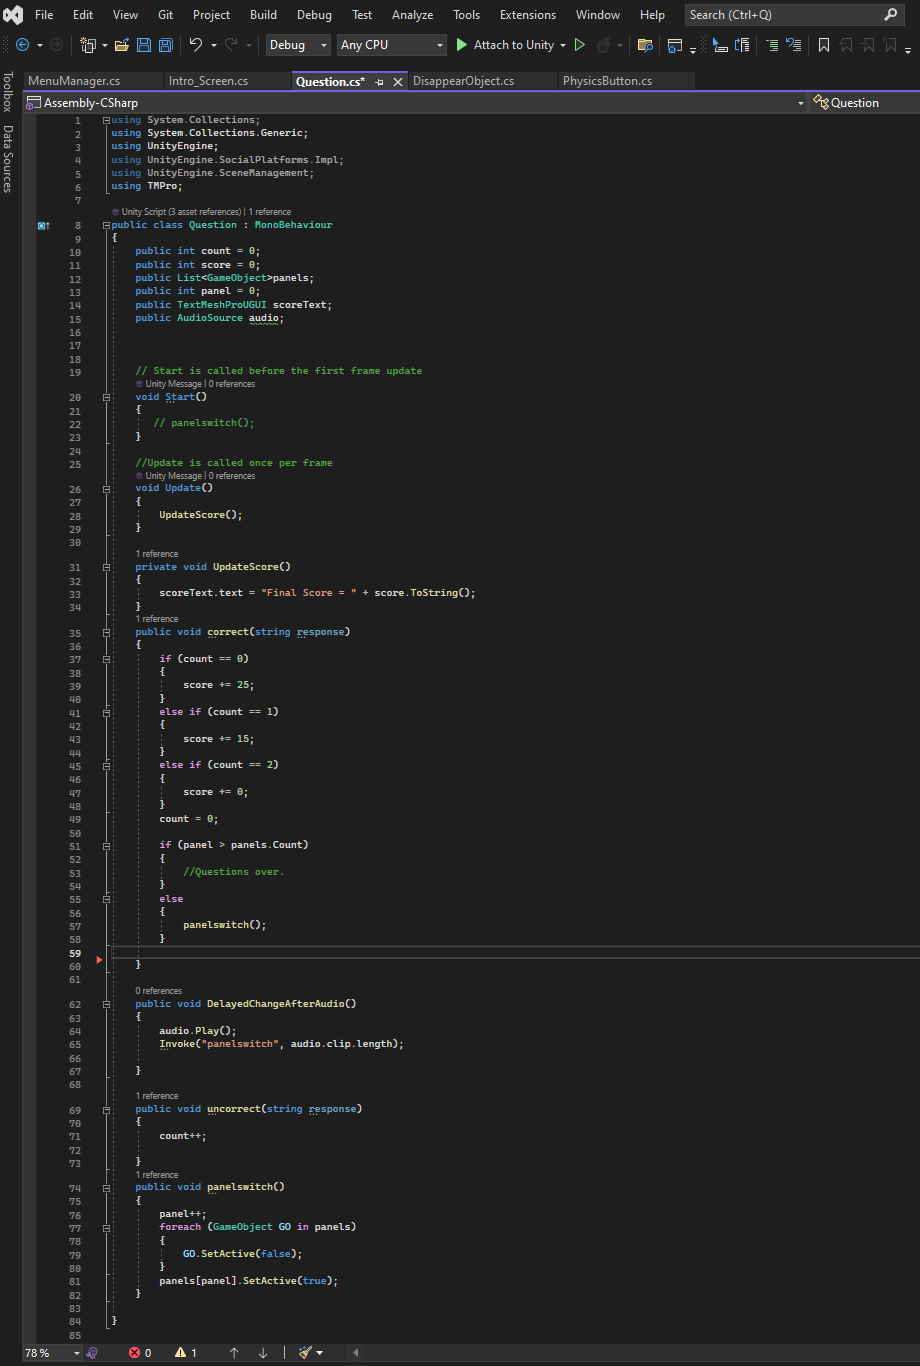 File Edit View Git Project Build Debug Test Analyze Tools Extensions Window Help Search (Ctrl+Q)
Debug Any CPU Attach to Unity
Toolbox
Data Sources
MenuManager.cs Intro_Screen.cs Question.cs* DisappearObject.cs PhysicsButton.cs
Assembly-CSharp Question
1 using System.Collections;
2 using System.Collections.Generic;
3 using UnityEngine;
4 using UnityEngine.SocialPlatforms.Impl;
5 using UnityEngine.SceneManagement;
6 using TMPro;
7
Unity Script (3 asset references) | 1 reference
8 public class Question : MonoBehaviour
9 {
10 public int count = 0;
11 public int score = 0;
12 public List<GameObject>panels;
13 public int panel = 0;
14 public TextMeshProUGUI scoreText;
15 public AudioSource audio;
16
17
18
19 // Start is called before the first frame update
Unity Message | 0 references
20 void Start()
21 {
22 // panelswitch();
23 }
24
25 //Update is called once per frame
Unity Message | 0 references
26 void Update()
27 {
28 UpdateScore();
29 }
30
1 reference
31 private void UpdateScore()
32 {
33 scoreText.text = "Final Score = " + score.ToString();
34 }
1 reference
35 public void correct(string response)
36 {
37 if (count == 0)
38 {
39 score += 25;
40 }
41 else if (count == 1)
42 {
43 score += 15;
44 }
45 else if (count == 2)
46 {
47 score += 0;
48 }
49 count = 0;
50
51 if (panel > panels.Count)
52 {
53 //Questions over.
54 }
55 else
56 {
57 panelswitch();
58 }
59
60 }
61
0 references
62 public void DelayedChangeAfterAudio()
63 {
64 audio.Play();
65 Invoke("panelswitch", audio.clip.length);
66
67 }
68
1 reference
69 public void uncorrect(string response)
70 {
71 count++;
72
73 }
1 reference
74 public void panelswitch()
75 {
76 panel++;
77 foreach (GameObject GO in panels)
78 {
79 GO.SetActive(false);
80 }
81 panels[panel].SetActive(true);
82 }
83
84 }
85
78 % 0 1